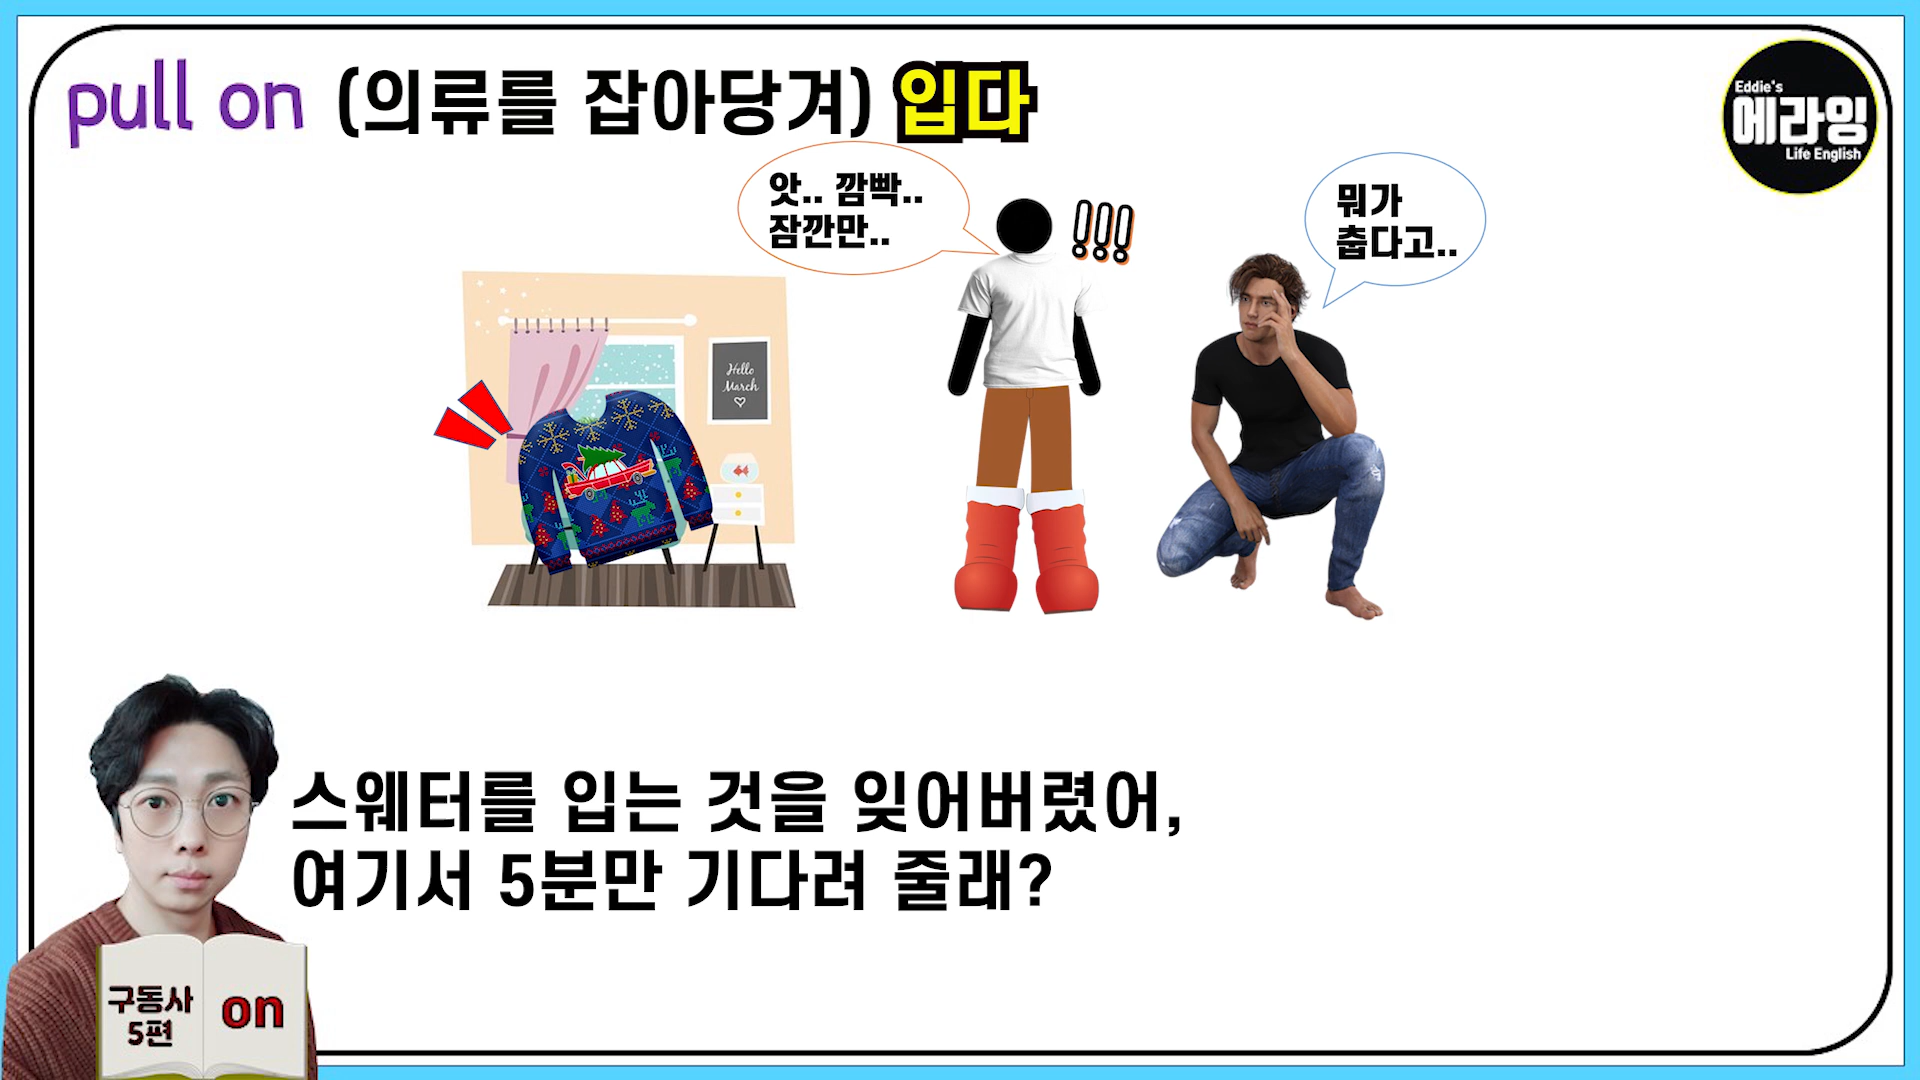 pull on (의류를 잡아당겨) 입다
Eddie's
에라잉
Life English
앗.. 깜빡..
잠깐만..
!!!
뭐가
춥다고..
Hello
March
스웨터를 입는 것을 잊어버렸어,
여기서 5분만 기다려 줄래?
구동사
5편
on